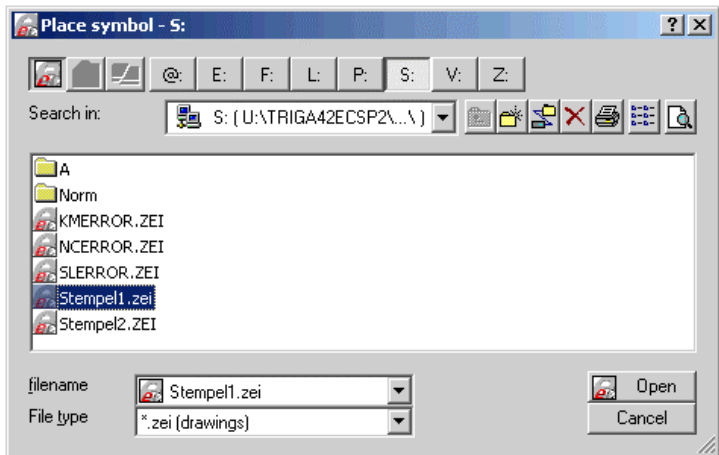 Place symbol - S:
@: E: F: L: P: S: V: Z:
Search in: S: ( U:\TRIGA42ECSP2\...\ )
A
Norm
KMERROR.ZEI
NCERROR.ZEI
SLERROR.ZEI
Stempel1.zei
Stempel2.ZEI
filename Stempel1.zei Open
File type *.zei (drawings) Cancel